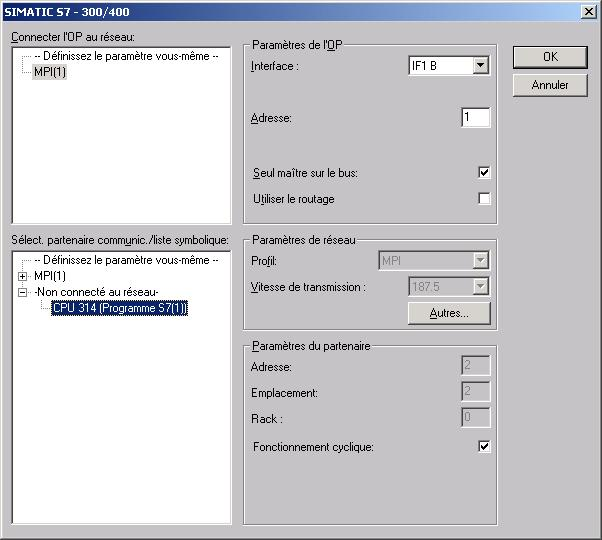 SIMATIC S7 - 300/400
Connecter l'OP au réseau:
-- Définissez le paramètre vous-même --
MPI(1)
Paramètres de l'OP
Interface :
IF1 B
Adresse:
1
Seul maître sur le bus:
Utiliser le routage
OK
Annuler
Sélect. partenaire communic./liste symbolique:
-- Définissez le paramètre vous-même --
MPI(1)
-Non connecté au réseau-
CPU 314 (Programme S7(1))
Paramètres de réseau
Profil:
MPI
Vitesse de transmission :
187.5
Autres...
Paramètres du partenaire
Adresse:
2
Emplacement:
2
Rack :
0
Fonctionnement cyclique: